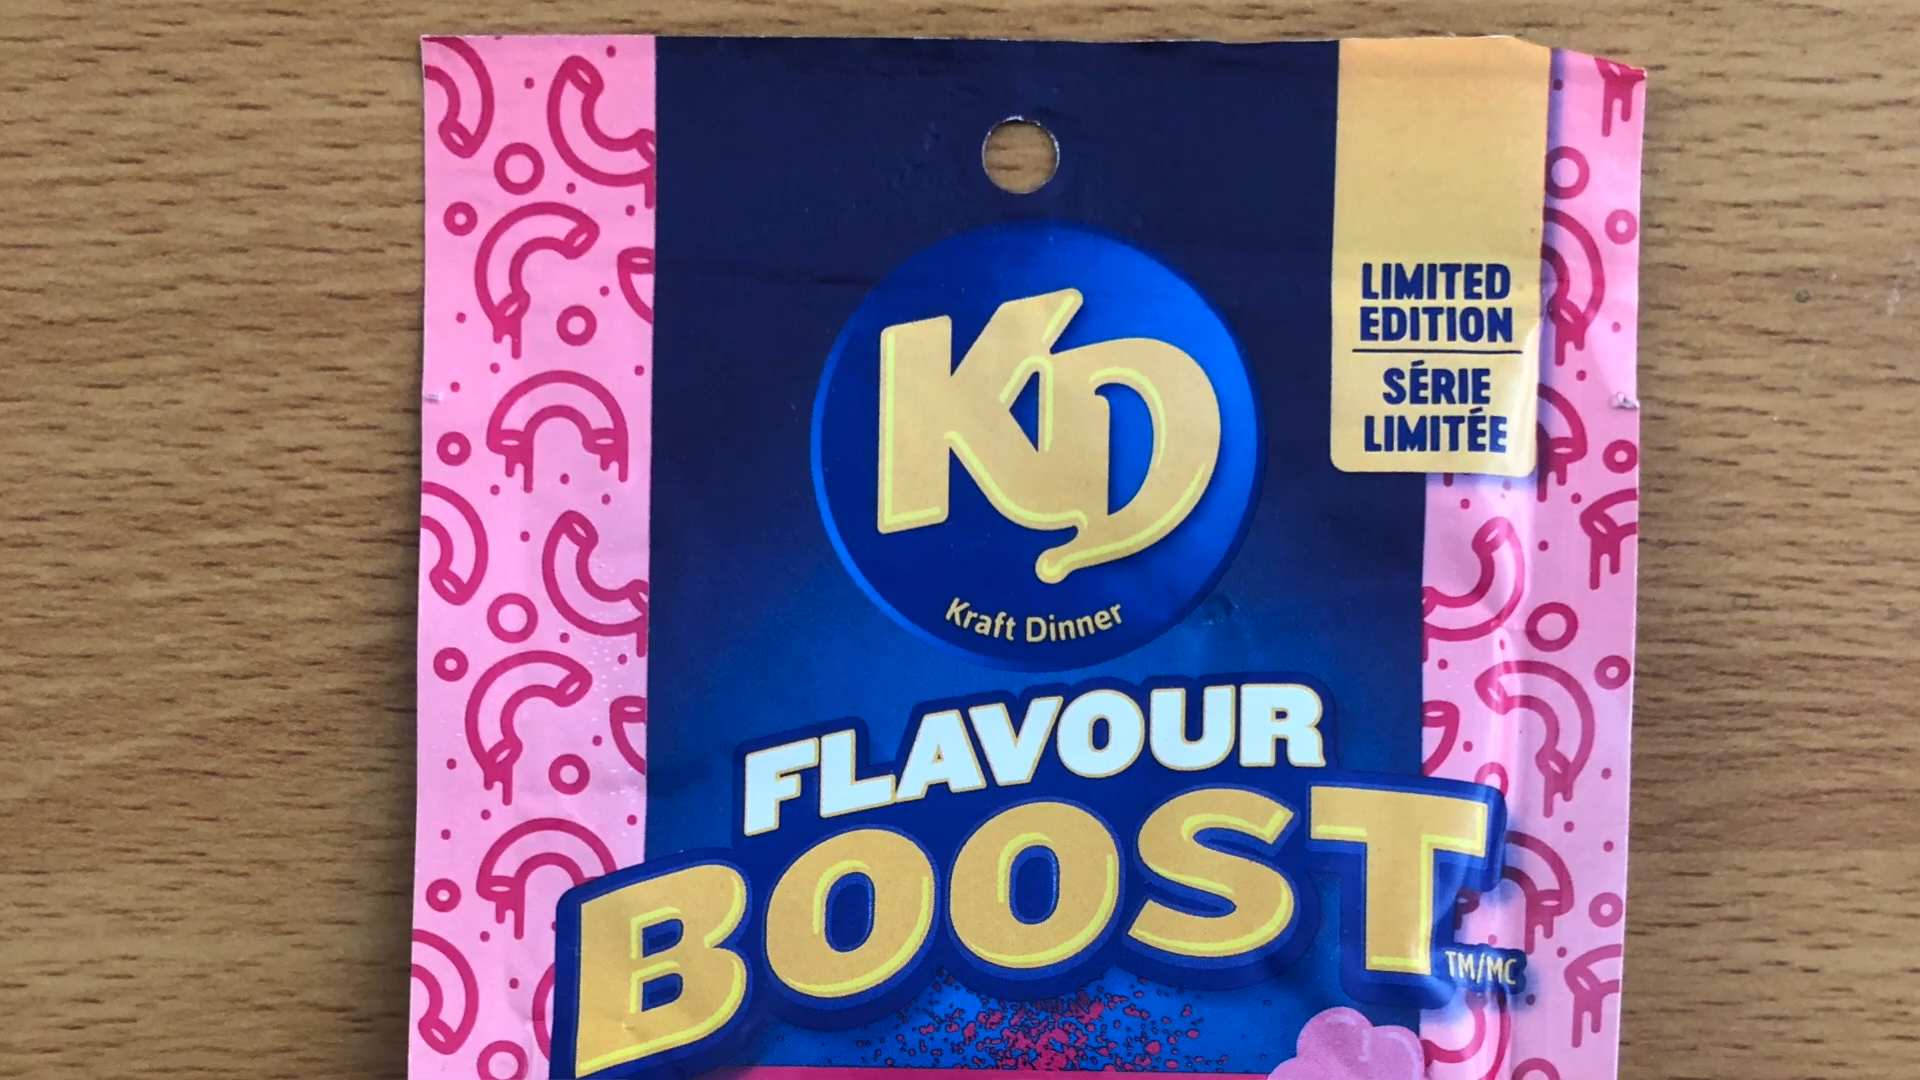 LIMITED
EDITION
SÉRIE
LIMITÉE
KD
Kraft Dinner
FLAVOUR
BOOST
TM/MC